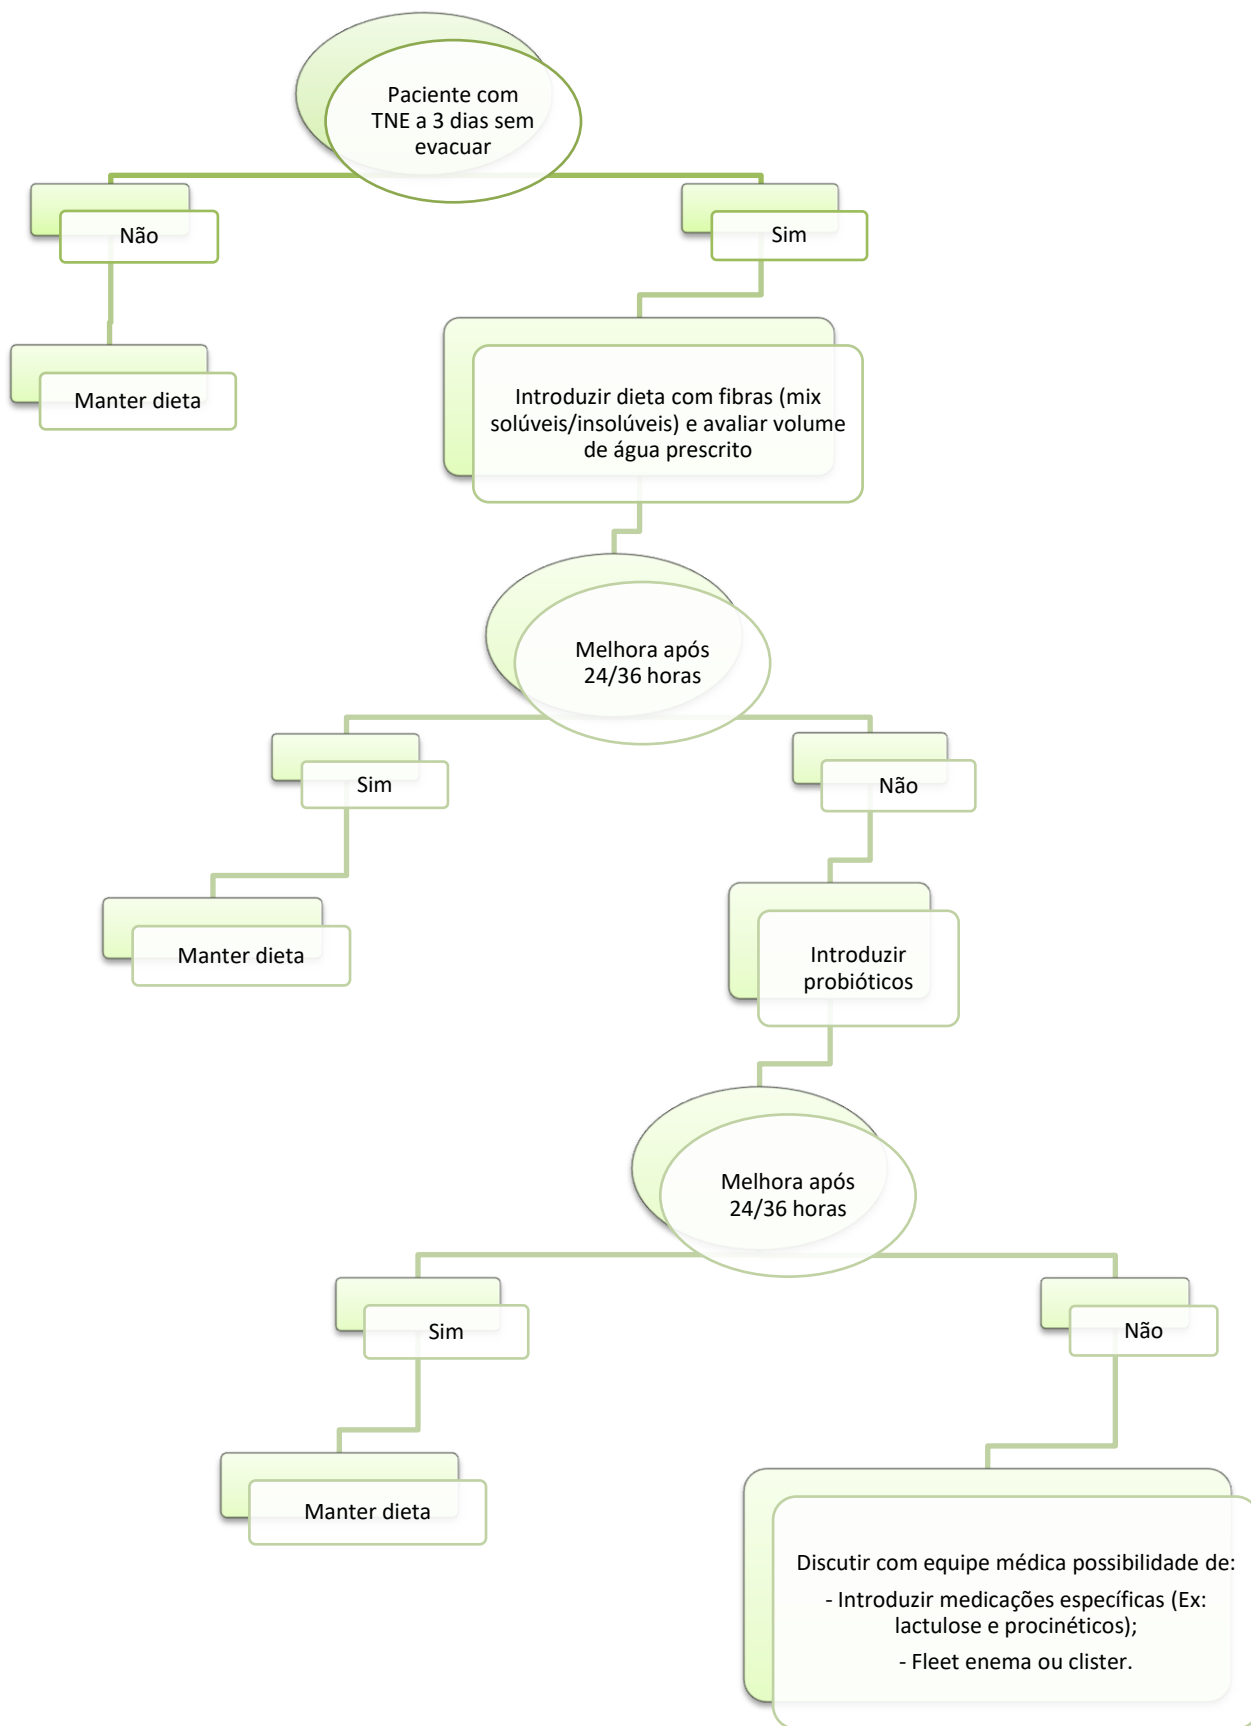 Paciente com
TNE a 3 dias sem
evacuar
Não
Sim
Manter dieta
Introduzir dieta com fibras (mix
solúveis/insolúveis) e avaliar volume
de água prescrito
Melhora após
24/36 horas
Sim
Não
Manter dieta
Introduzir
probióticos
Melhora após
24/36 horas
Sim
Não
Manter dieta
Discutir com equipe médica possibilidade de:
- Introduzir medicações específicas (Ex:
lactulose e procinéticos);
- Fleet enema ou clister.